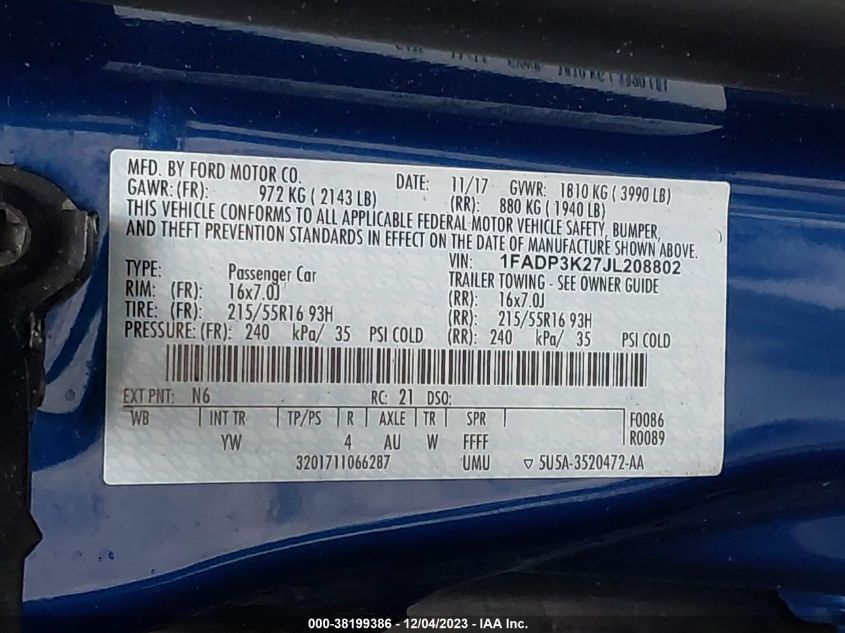 MFD. BY FORD MOTOR CO. DATE: 11/17 GVWR: 1810 KG ( 3990 LB)
GAWR: (FR): 972 KG ( 2143 LB) (RR): 880 KG ( 1940 LB)
THIS VEHICLE CONFORMS TO ALL APPLICABLE FEDERAL MOTOR VEHICLE SAFETY, BUMPER,
AND THEFT PREVENTION STANDARDS IN EFFECT ON THE DATE OF MANUFACTURE SHOWN ABOVE.
VIN: 1FADP3K27JL208802
TYPE: Passenger Car TRAILER TOWING - SEE OWNER GUIDE
RIM: (FR): 16x7.0J (RR): 16x7.0J
TIRE: (FR): 215/55R16 93H (RR): 215/55R16 93H
PRESSURE: (FR): 240 kPa/ 35 PSI COLD (RR): 240 kPa/ 35 PSI COLD
EXT PNT: N6 RC: 21 DSO:
WB INT TR TP/PS R AXLE TR SPR F0086
YW 4 AU W FFFF R0089
3201711066287 UMU ▽ 5U5A-3520472-AA
000-38199386 - 12/04/2023 - IAA Inc.